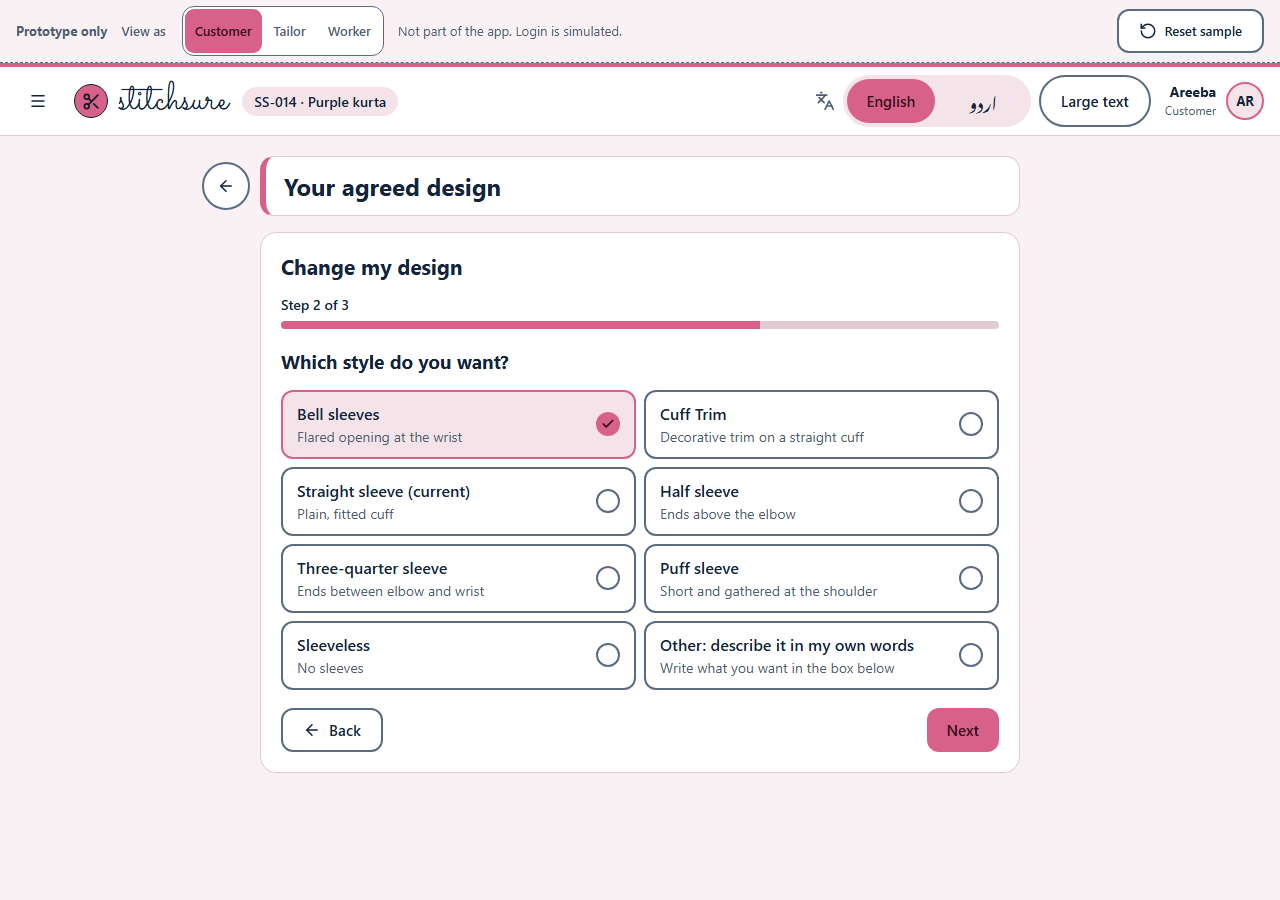 Prototype only View as Customer Tailor Worker Not part of the app. Login is simulated. Reset sample
stitchsure SS-014 · Purple kurta English اردو Large text Areeba AR
Customer
Your agreed design
Change my design
Step 2 of 3
Which style do you want?
Bell sleeves
Flared opening at the wrist
Cuff Trim
Decorative trim on a straight cuff
Straight sleeve (current)
Plain, fitted cuff
Half sleeve
Ends above the elbow
Three-quarter sleeve
Ends between elbow and wrist
Puff sleeve
Short and gathered at the shoulder
Sleeveless
No sleeves
Other: describe it in my own words
Write what you want in the box below
Back Next